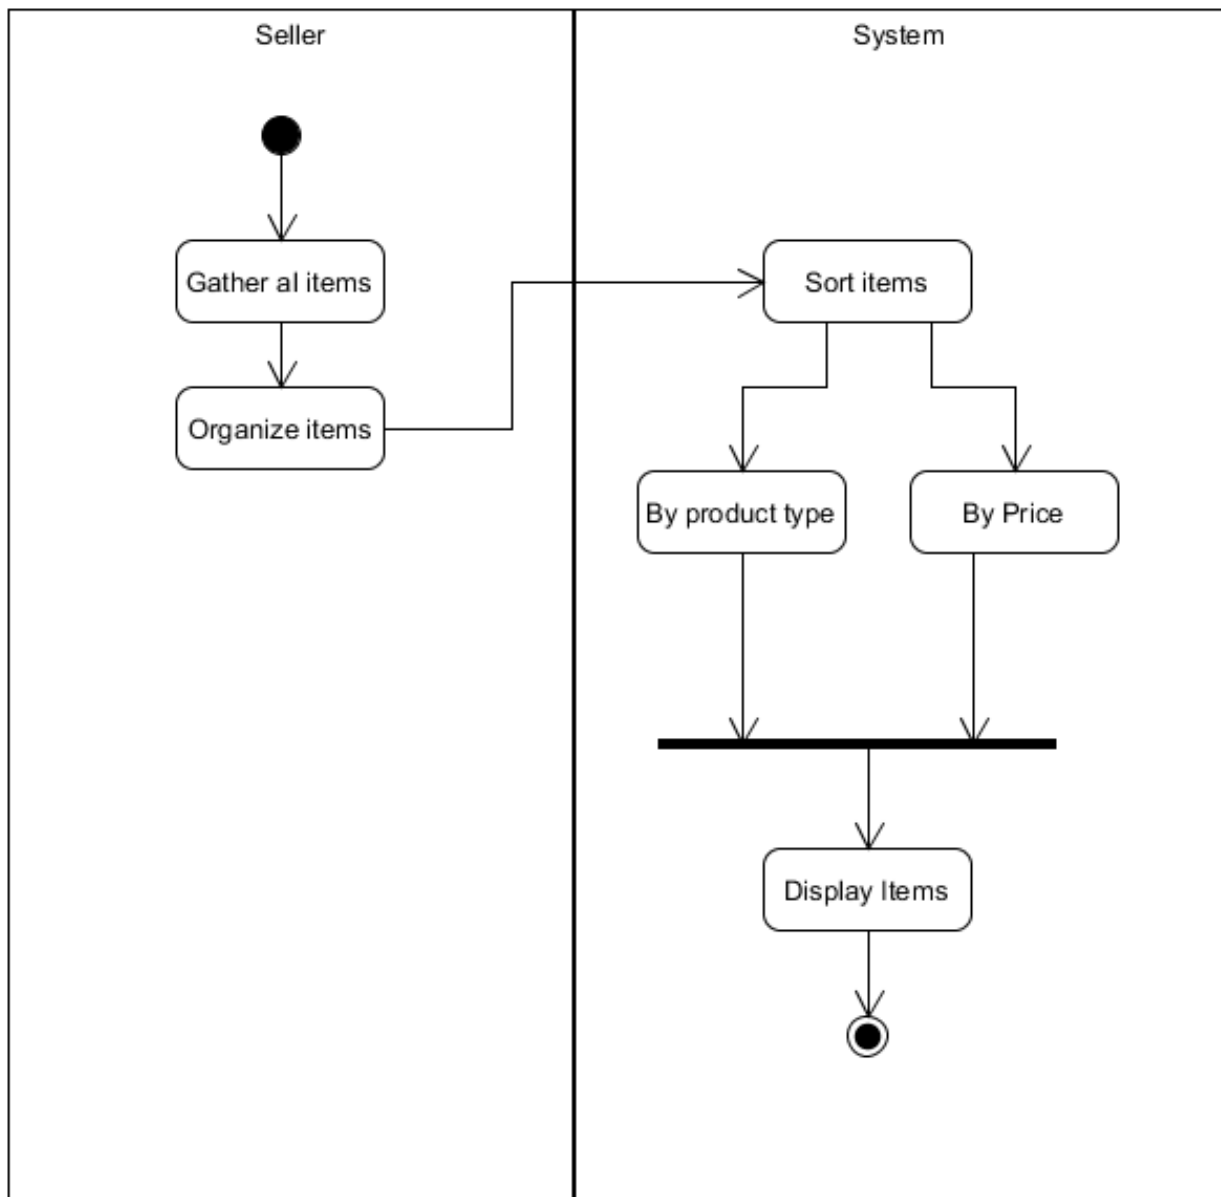 Seller
System
Gather al items
Sort items
Organize items
By product type
By Price
Display Items